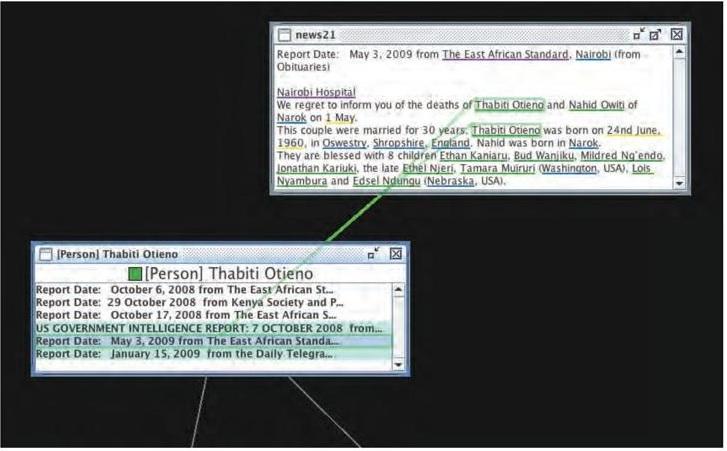 news21
Report Date: May 3, 2009 from The East African Standard, Nairobi (from
Obituaries)
Nairobi Hospital
We regret to inform you of the deaths of Thabiti Otieno and Nahid Owiti of
Narok on 1 May.
This couple were married for 30 years. Thabiti Otieno was born on 24nd June,
1960, in Oswestry, Shropshire, England. Nahid was born in Narok.
They are blessed with 8 children Ethan Kaniaru, Bud Wanjiku, Mildred Ng'endo,
Jonathan Kariuki, the late Ethel Njeri, Tamara Muiruri (Washington, USA), Lois
Nyambura and Edsel Ndungu (Nebraska, USA).
[Person] Thabiti Otieno
[Person] Thabiti Otieno
Report Date: October 6, 2008 from The East African St...
Report Date: 29 October 2008 from Kenya Society and P...
Report Date: October 17, 2008 from The East African S...
US GOVERNMENT INTELLIGENCE REPORT: 7 OCTOBER 2008 from...
Report Date: May 3, 2009 from The East African Standa...
Report Date: January 15, 2009 from the Daily Telegra...